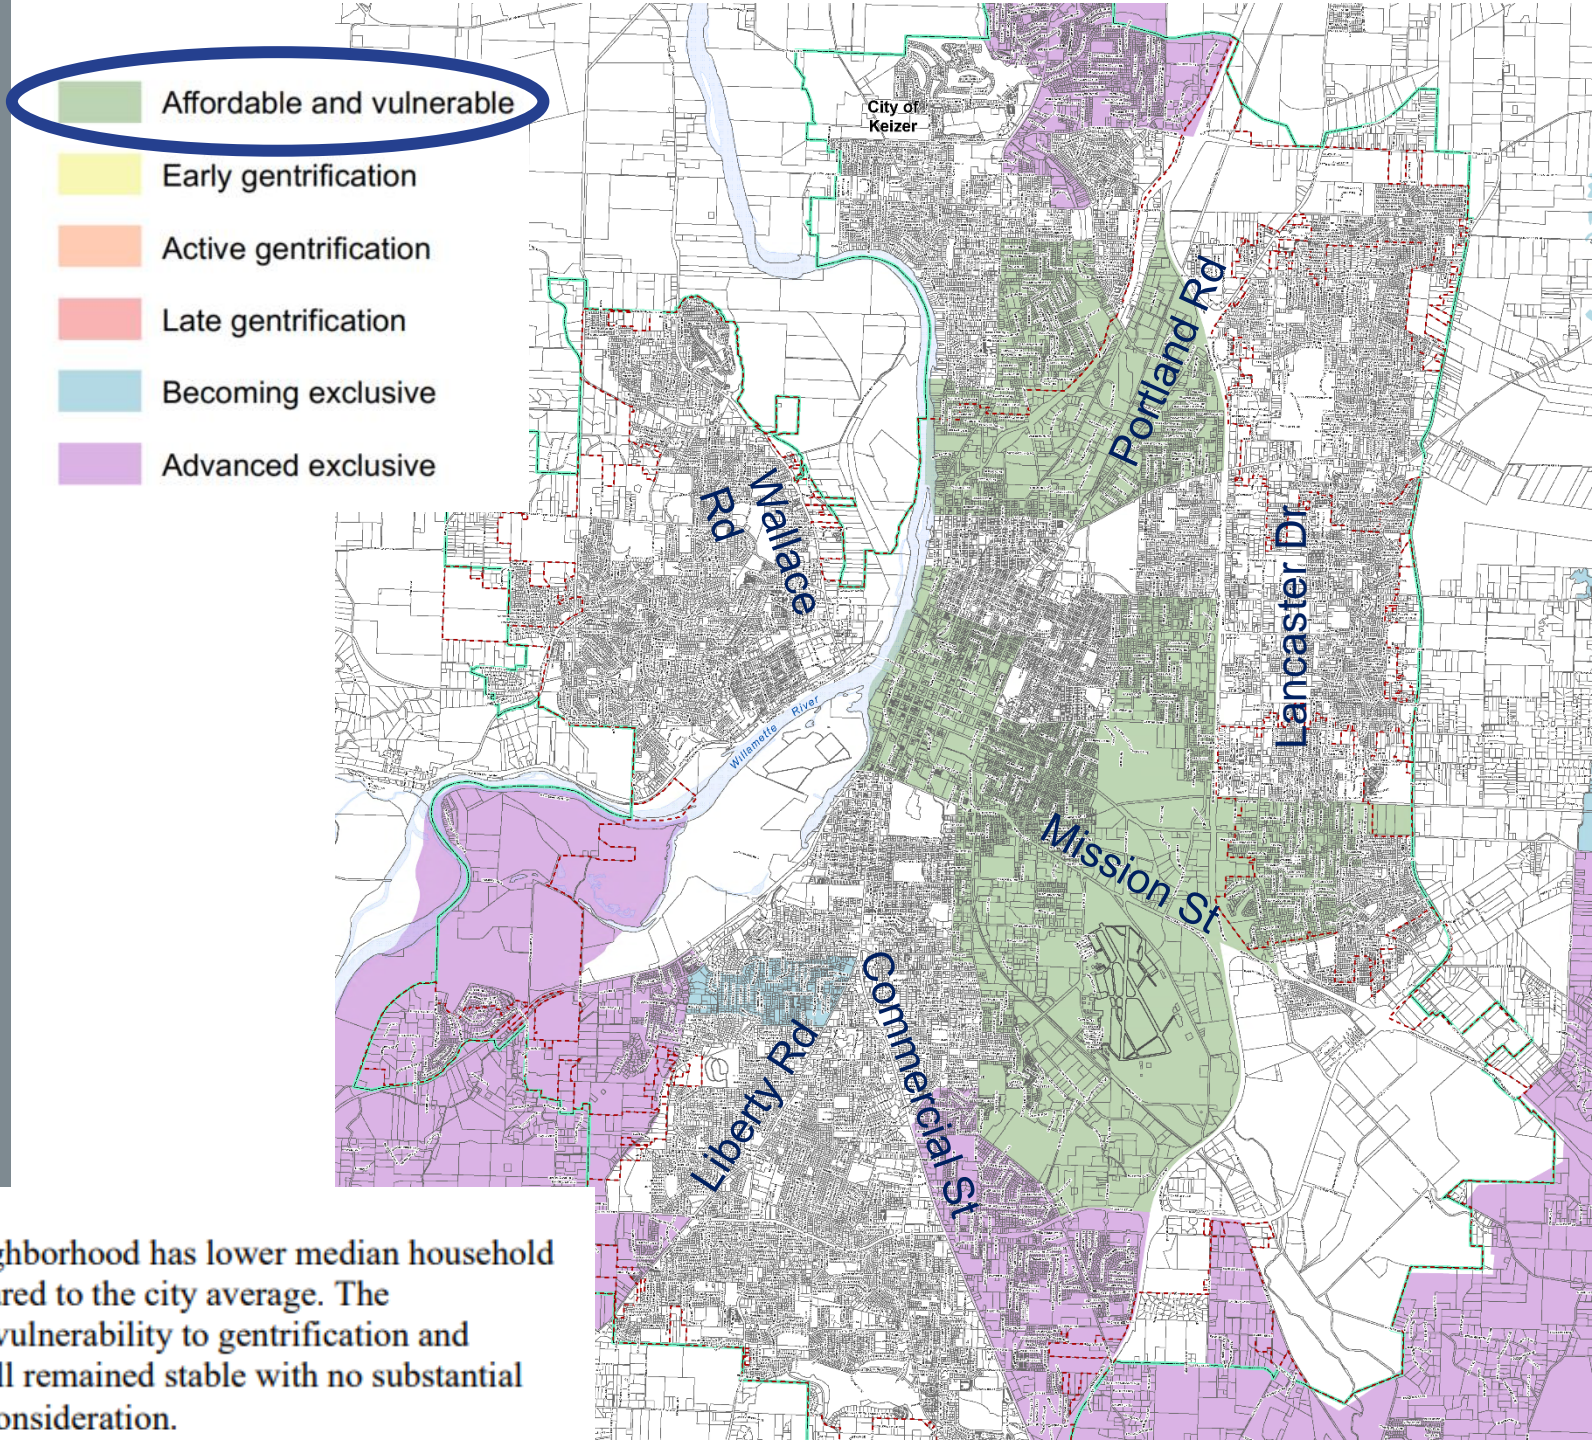 Affordable and vulnerable
Early gentrification
Active gentrification
Late gentrification
Becoming exclusive
Advanced exclusive
City of
Keizer
Portland Rd
Wallace
Rd
Lancaster Dr
Willamette River
Mission St
Commercial St
Liberty Rd
ghborhood has lower median household
ared to the city average. The
vulnerability to gentrification and
ll remained stable with no substantial
onsideration.